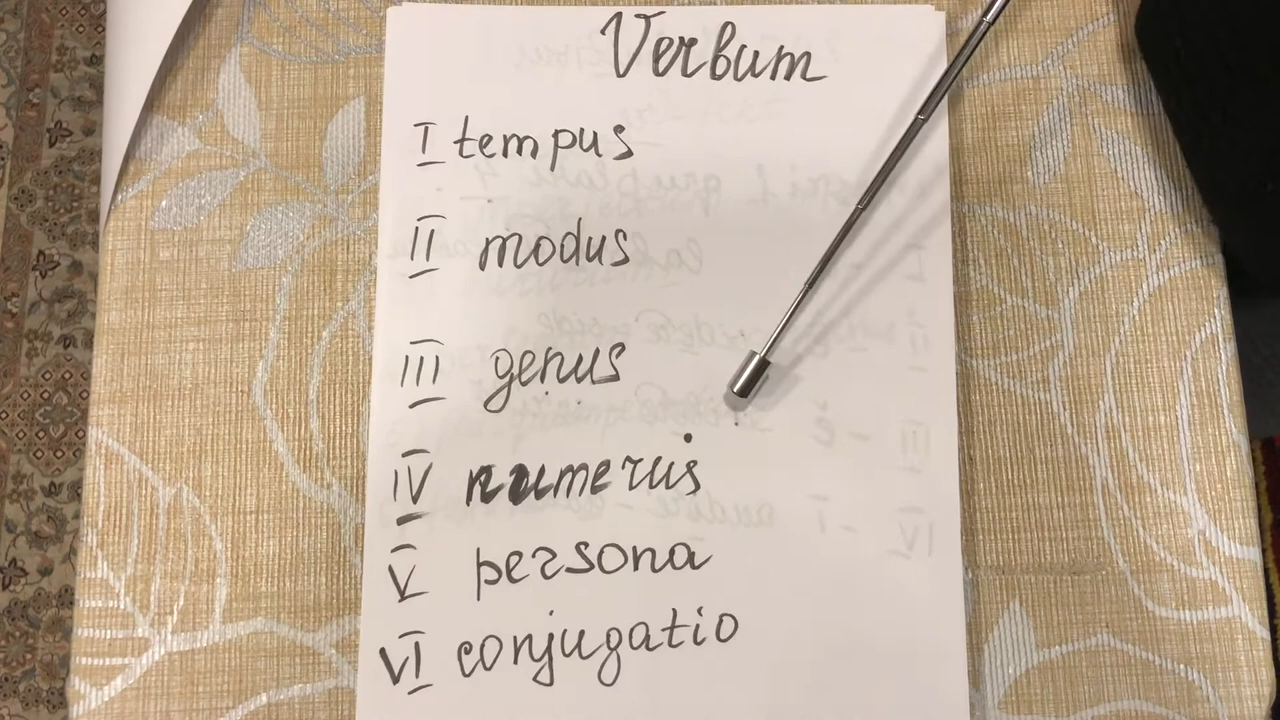 Verbum
I tempus
II modus
III genus
IV numerus
V persona
VI conjugatio